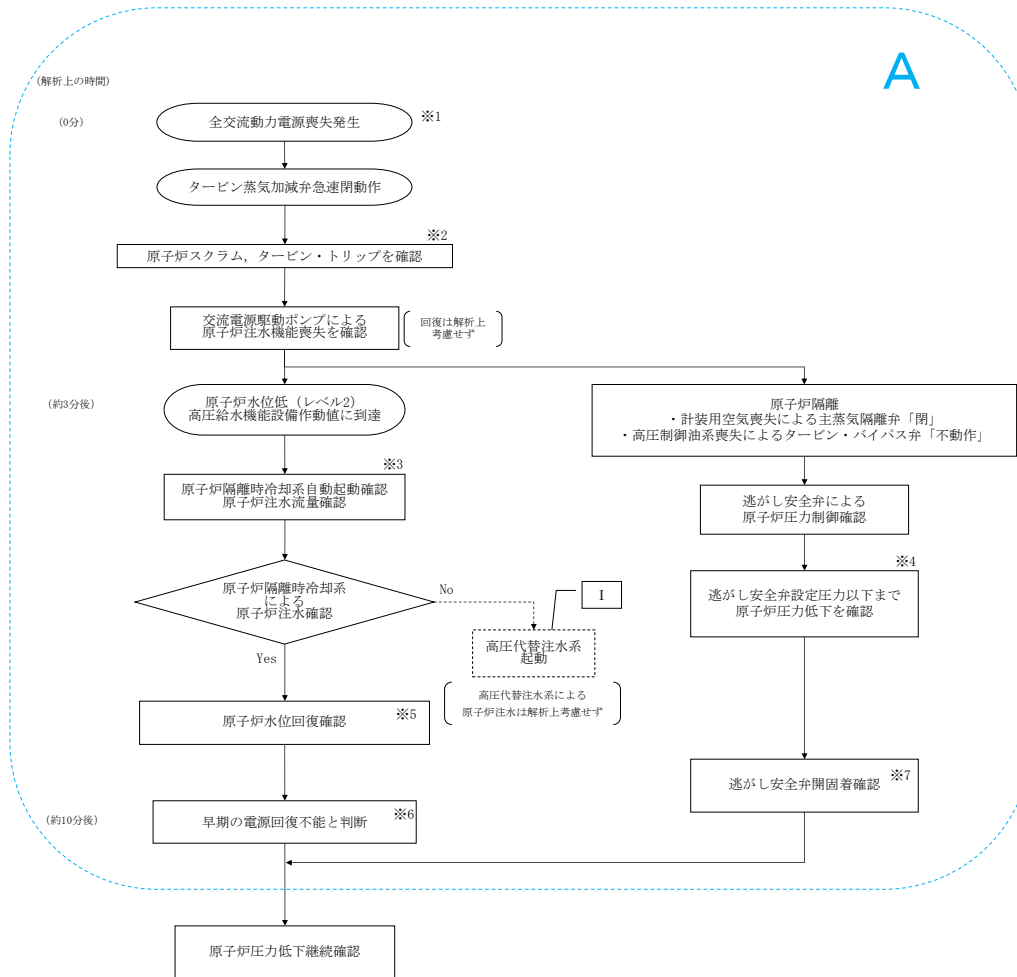 A
(解析上の時間)
(0分)
全交流動力電源喪失発生
※1
タービン蒸気加減弁急速閉動作
※2
原子炉スクラム，タービン・トリップを確認
交流電源駆動ポンプによる
原子炉注水機能喪失を確認
回復は解析上
考慮せず
(約3分後)
原子炉水位低（レベル2）
高圧給水機能設備作動値に到達
原子炉隔離
・計装用空気喪失による主蒸気隔離弁「閉」
・高圧制御油系喪失によるタービン・バイパス弁「不動作」
※3
原子炉隔離時冷却系自動起動確認
原子炉注水流量確認
逃がし安全弁による
原子炉圧力制御確認
※4
逃がし安全弁設定圧力以下まで
原子炉圧力低下を確認
原子炉隔離時冷却系
による
原子炉注水確認
No
Yes
I
高圧代替注水系
起動
高圧代替注水系による
原子炉注水は解析上考慮せず
原子炉水位回復確認
※5
逃がし安全弁開固着確認
※7
(約10分後)
早期の電源回復不能と判断
※6
原子炉圧力低下継続確認